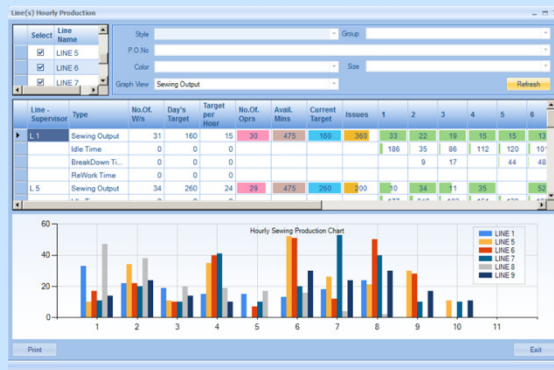 Line(s) Hourly Production
Select Line Name
LINE 5
LINE 6
LINE 7
Style
Group
P.O.No
Color
Size
Graph View Sewing Output
Refresh
Line - Supervisor Type No.Of. W/s Day's Target Target per Hour No.Of. Oprs Avail. Mins Current Target Issues 1 2 3 4 5 6
L 1 Sewing Output 31 160 15 30 475 160 360 33 22 19 15 15 13
Idle Time 0 0 0 186 35 86 112 120
BreakDown Ti... 0 0 0 9 17 44 48
ReWork Time 0 0 0
L 5 Sewing Output 34 260 24 29 475 260 200 10 34 11 35 52
Hourly Sewing Production Chart
60
40
20
0
1 2 3 4 5 6 7 8 9 10 11
LINE 1
LINE 5
LINE 6
LINE 7
LINE 8
LINE 9
Print
Exit